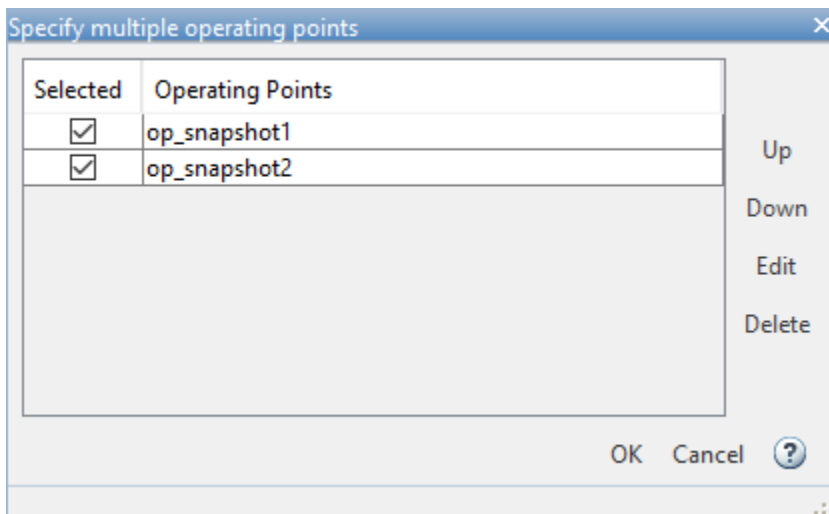 Specify multiple operating points
Selected Operating Points
op_snapshot1
op_snapshot2
Up
Down
Edit
Delete
OK Cancel ?